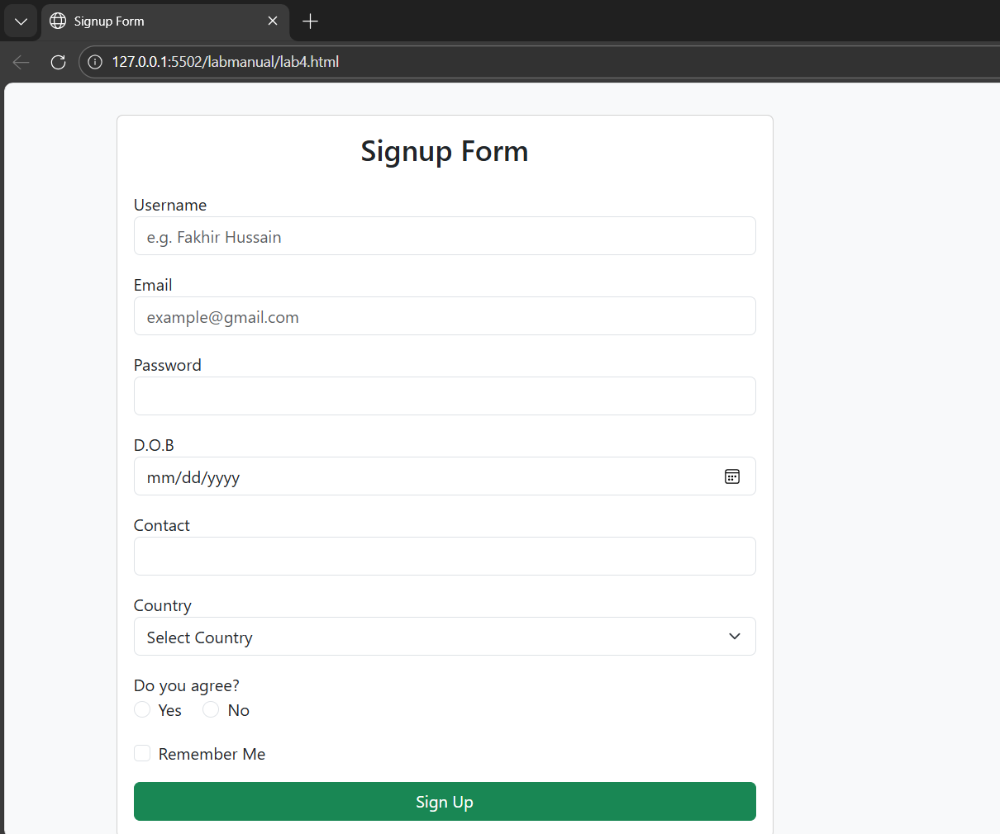 Signup Form
127.0.0.1:5502/labmanual/lab4.html
Signup Form
Username
e.g. Fakhir Hussain
Email
example@gmail.com
Password
D.O.B
mm/dd/yyyy
Contact
Country
Select Country
Do you agree?
Yes No
Remember Me
Sign Up